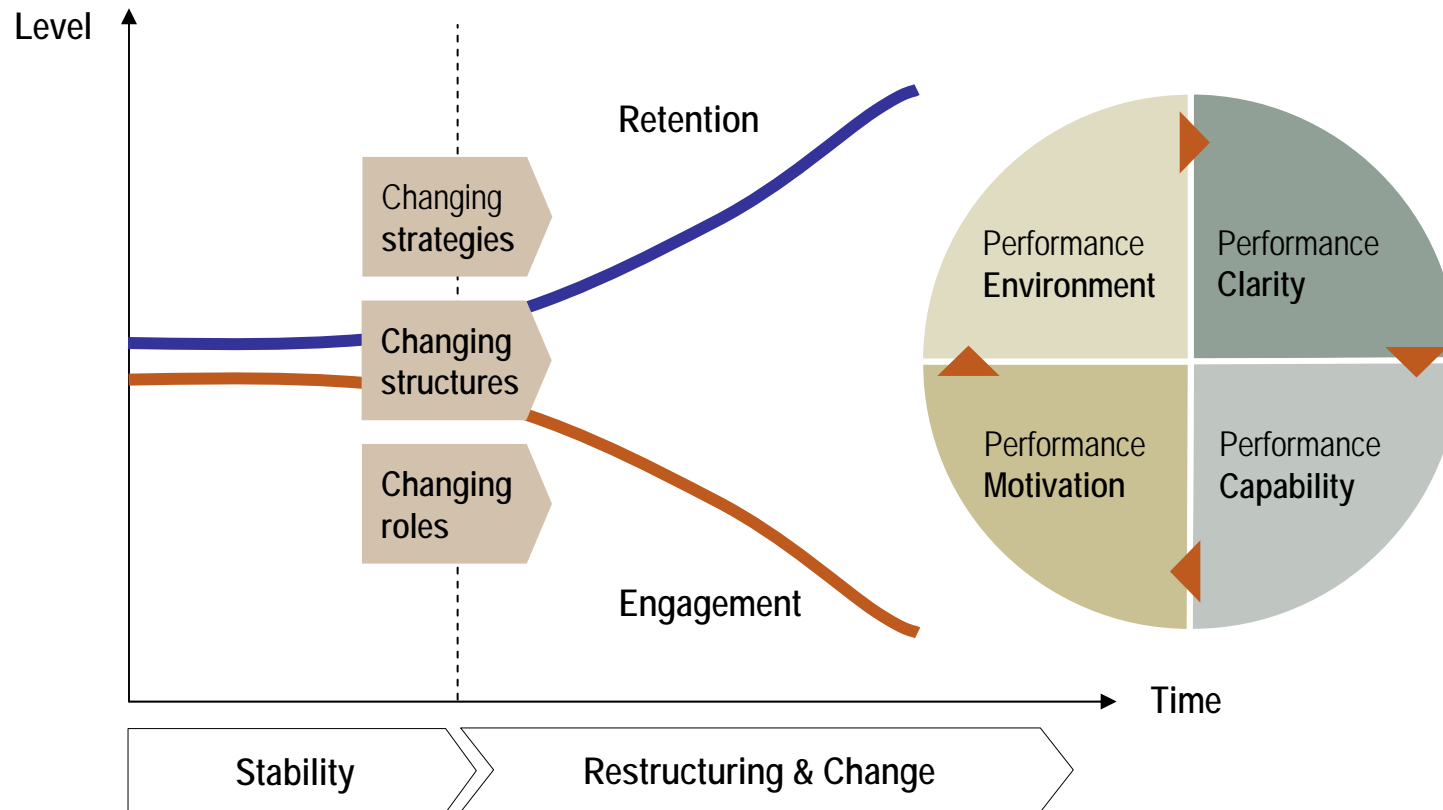 Level
Retention
Changing
strategies
Changing
structures
Changing
roles
Engagement
Performance
Environment
Performance
Clarity
Performance
Motivation
Performance
Capability
Time
Stability
Restructuring & Change